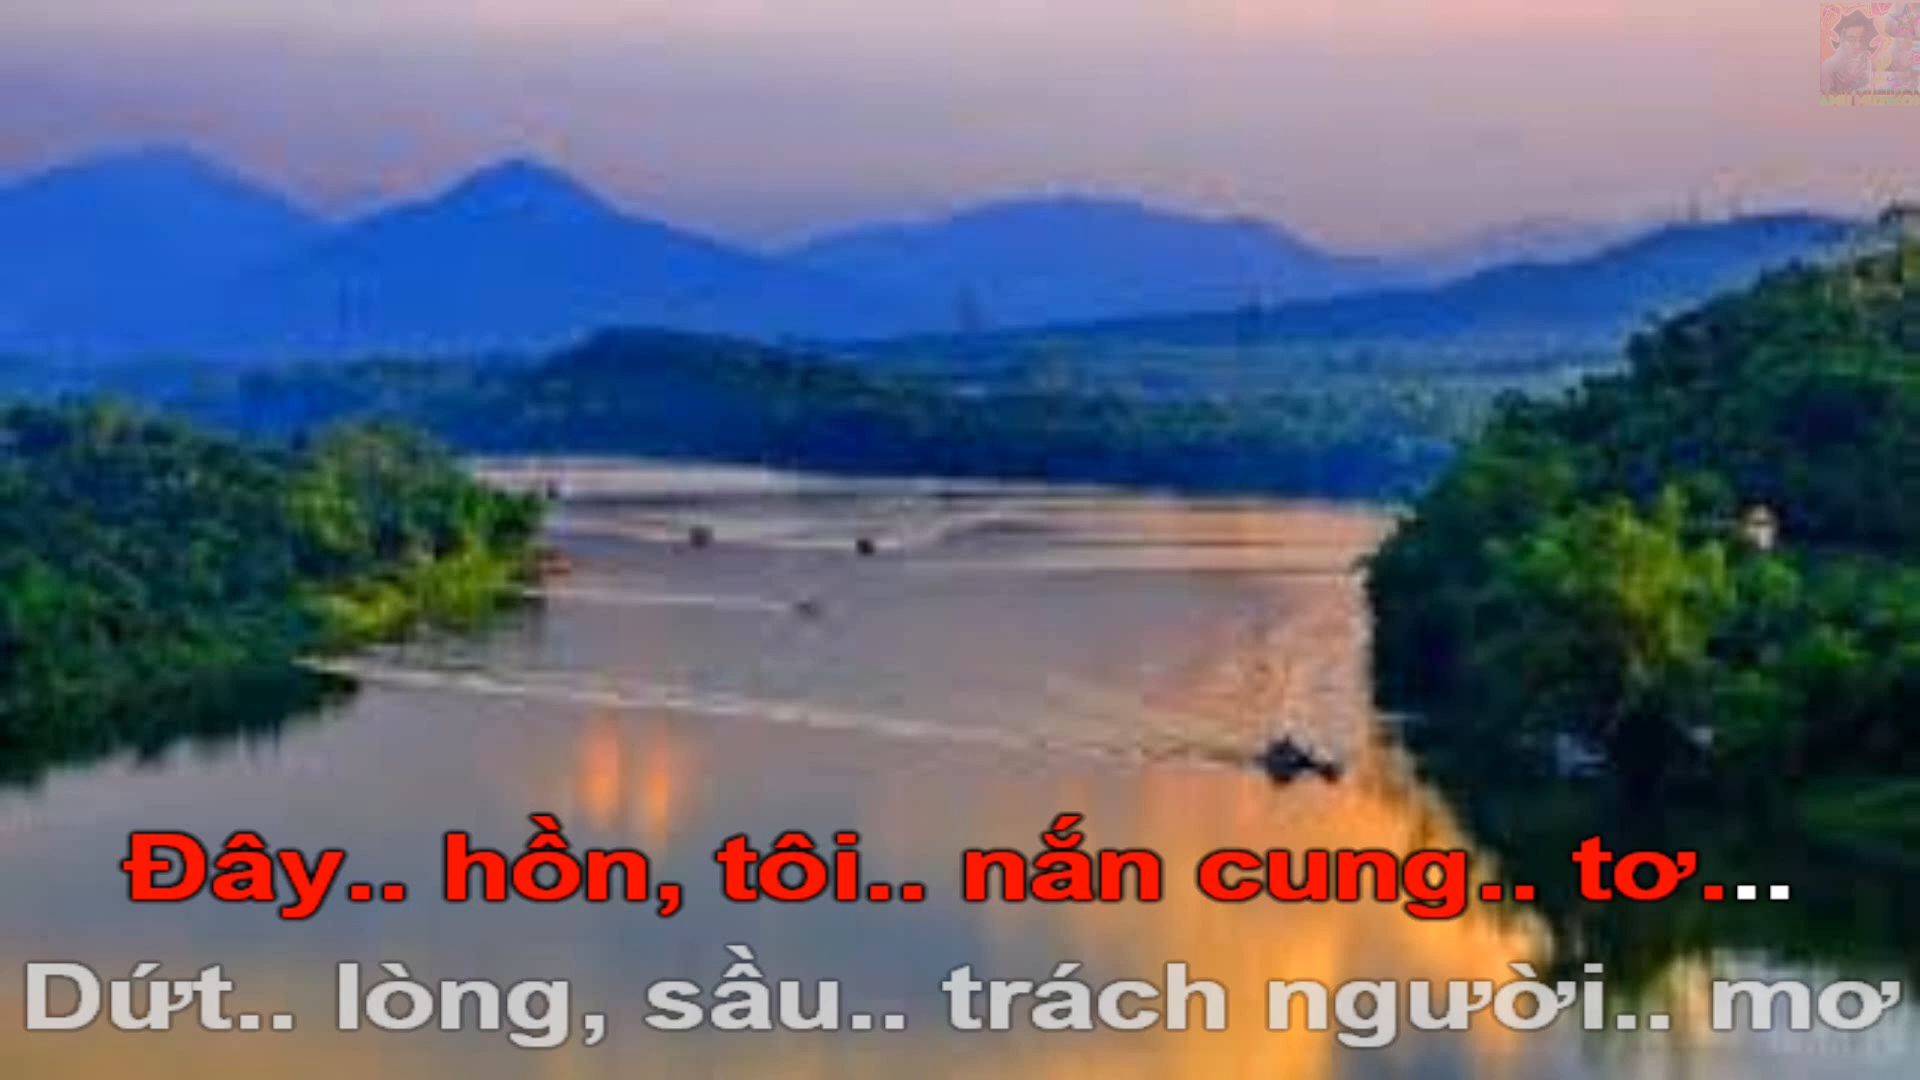 Đây.. hồn, tôi.. nắn cung.. tơ...
Dứt.. lòng, sầu.. trách người.. mơ